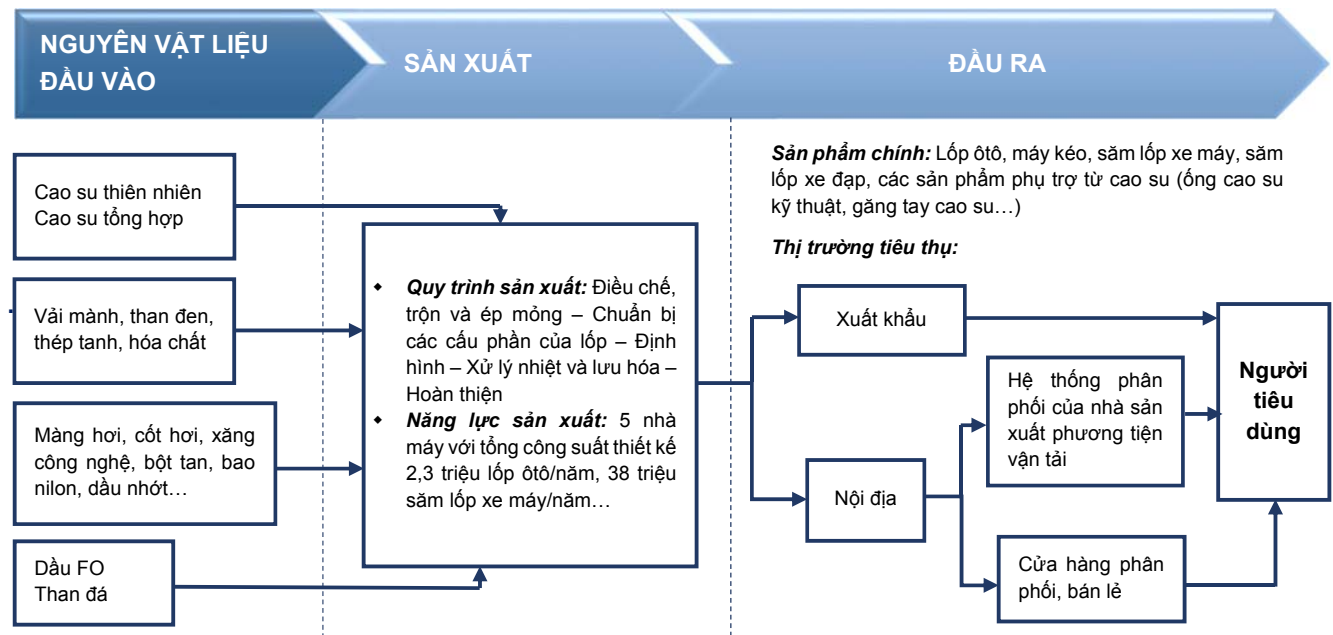 NGUYÊN VẬT LIỆU
ĐẦU VÀO
SẢN XUẤT
ĐẦU RA
Cao su thiên nhiên
Cao su tổng hợp
Vải mành, than đen,
thép tanh, hóa chất
Màng hơi, cốt hơi, xăng
công nghệ, bột tan, bao
nilon, dầu nhớt…
Dầu FO
Than đá
Quy trình sản xuất: Điều chế,
trộn và ép mỏng – Chuẩn bị
các cấu phần của lốp – Định
hình – Xử lý nhiệt và lưu hóa –
Hoàn thiện
Năng lực sản xuất: 5 nhà
máy với tổng công suất thiết kế
2,3 triệu lốp ôtô/năm, 38 triệu
săm lốp xe máy/năm…
Sản phẩm chính: Lốp ôtô, máy kéo, săm lốp xe máy, săm
lốp xe đạp, các sản phẩm phụ trợ từ cao su (ống cao su
kỹ thuật, găng tay cao su…)
Thị trường tiêu thụ:
Xuất khẩu
Nội địa
Hệ thống phân
phối của nhà sản
xuất phương tiện
vận tải
Cửa hàng phân
phối, bán lẻ
Người
tiêu
dùng